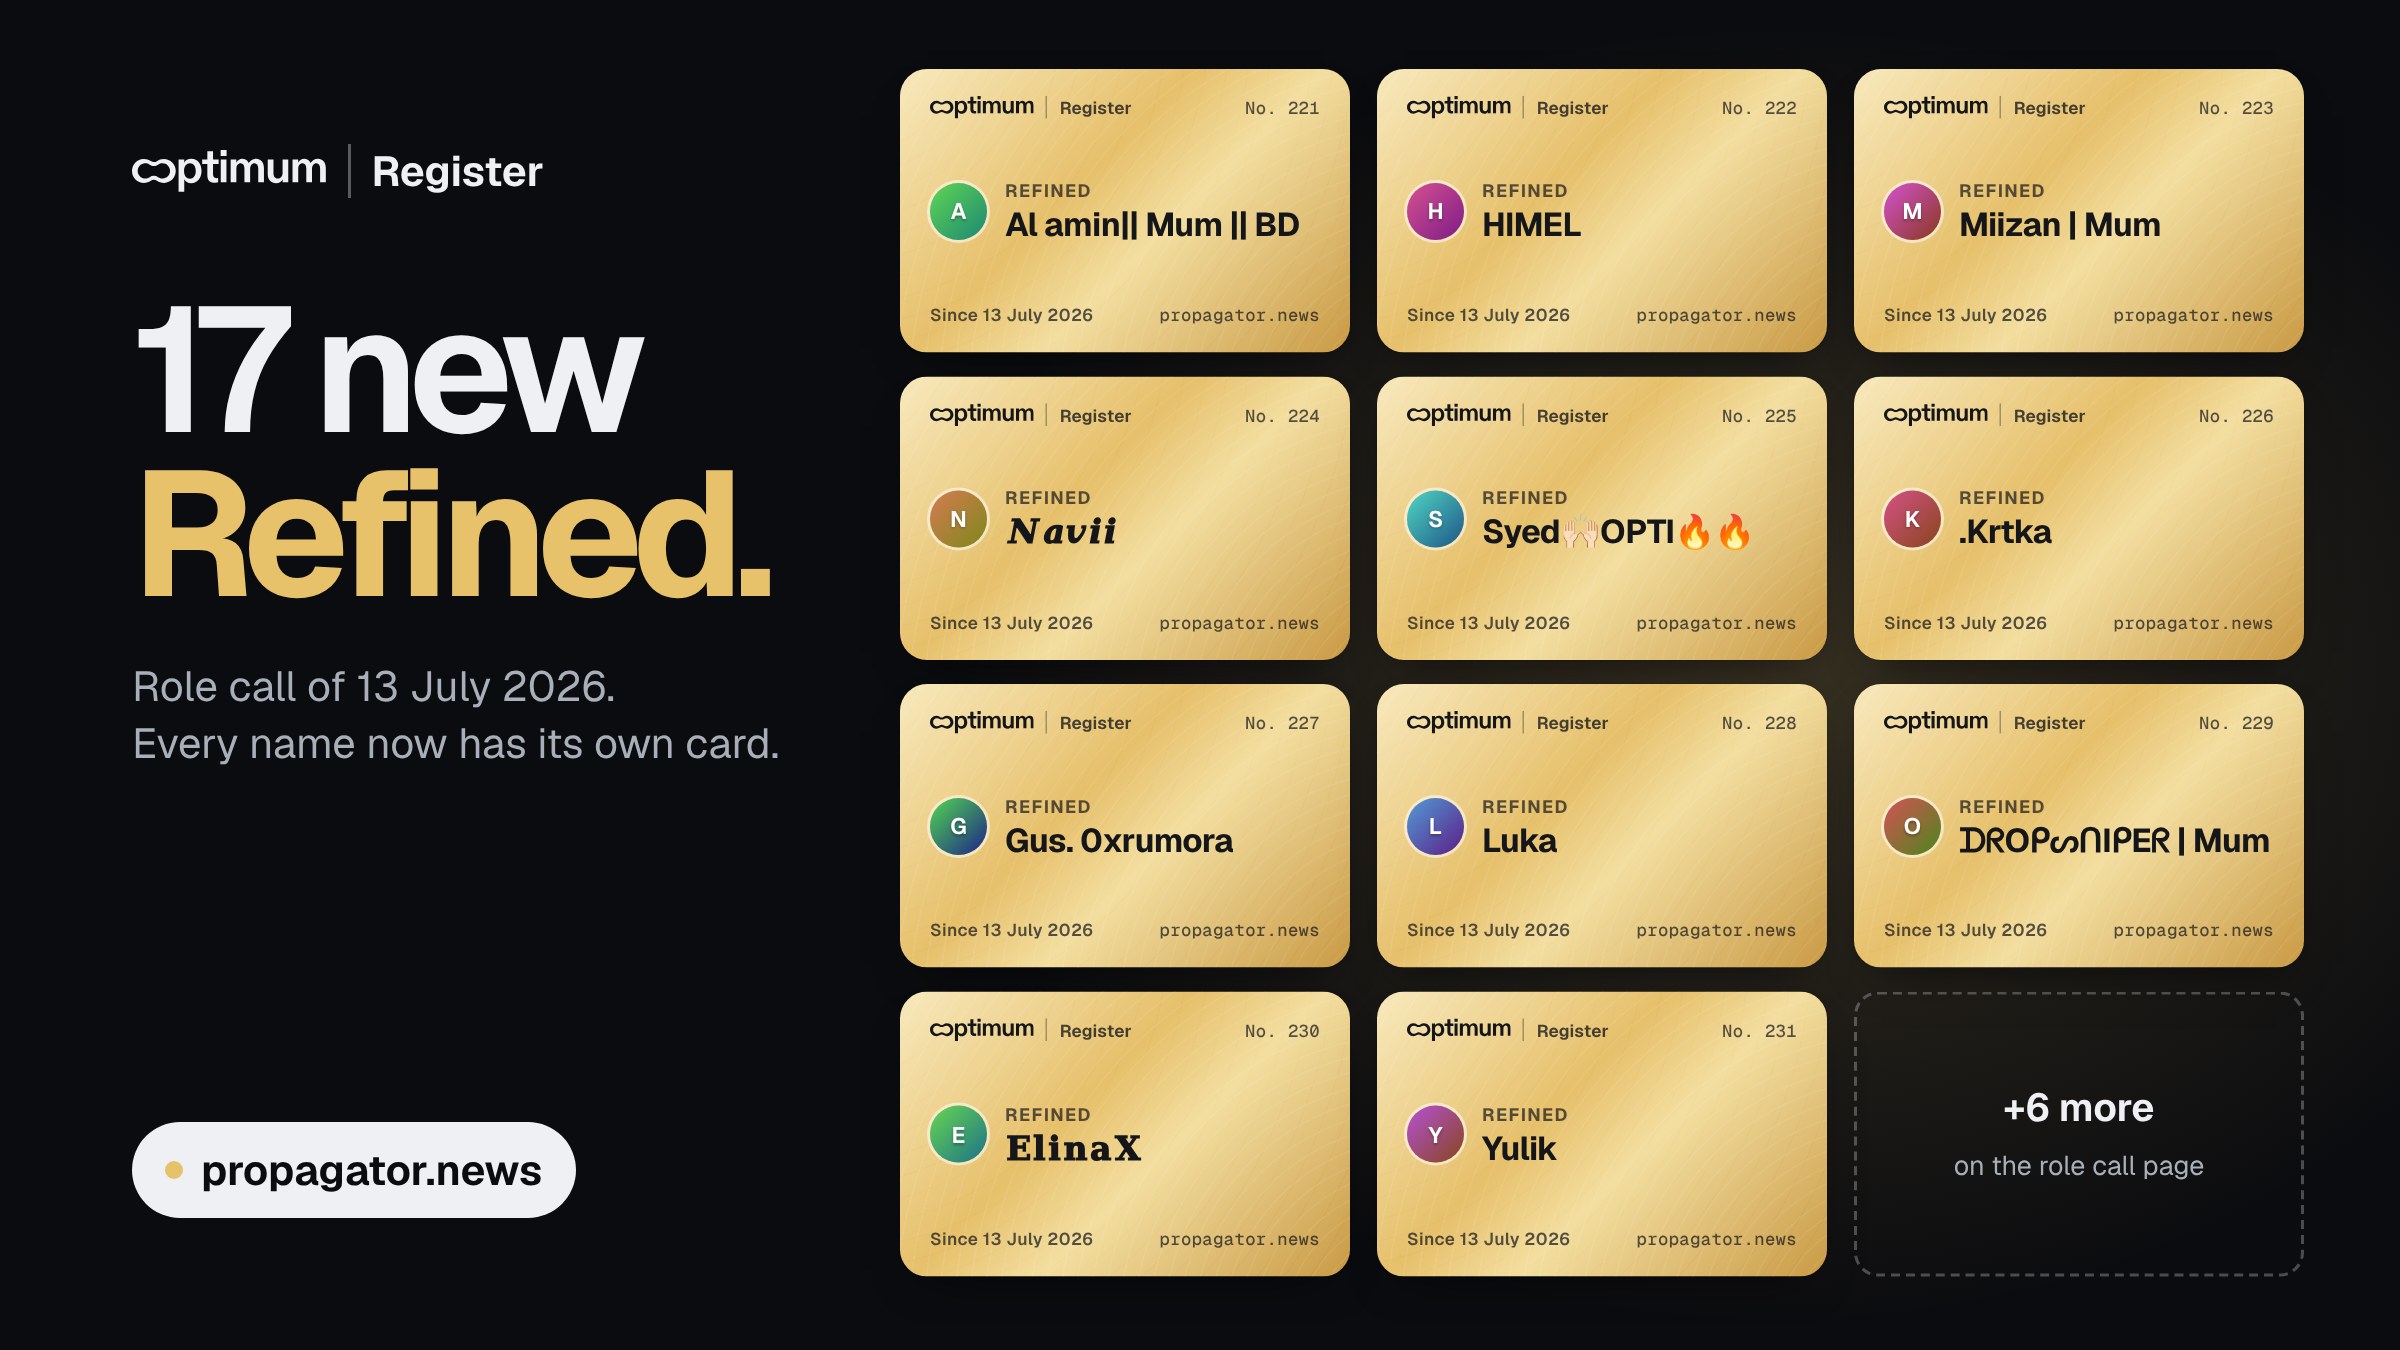 optimum | Register
17 new
Refined.
Role call of 13 July 2026.
Every name now has its own card.
propagator.news
optimum | Register No. 221
A
REFINED
Al amin|| Mum || BD
Since 13 July 2026 propagator.news
optimum | Register No. 222
H
REFINED
HIMEL
Since 13 July 2026 propagator.news
optimum | Register No. 223
M
REFINED
Miizan | Mum
Since 13 July 2026 propagator.news
optimum | Register No. 224
N
REFINED
𝑵𝒂𝒗𝒊𝒊
Since 13 July 2026 propagator.news
optimum | Register No. 225
S
REFINED
Syed🙌🏻OPTI🔥🔥
Since 13 July 2026 propagator.news
optimum | Register No. 226
K
REFINED
.Krtka
Since 13 July 2026 propagator.news
optimum | Register No. 227
G
REFINED
Gus. 0xrumora
Since 13 July 2026 propagator.news
optimum | Register No. 228
L
REFINED
Luka
Since 13 July 2026 propagator.news
optimum | Register No. 229
O
REFINED
ᗪᖇOᑭᔕᑎIᑭEᖇ | Mum
Since 13 July 2026 propagator.news
optimum | Register No. 230
E
REFINED
𝐄𝐥𝐢𝐧𝐚𝐗
Since 13 July 2026 propagator.news
optimum | Register No. 231
Y
REFINED
Yulik
Since 13 July 2026 propagator.news
+6 more
on the role call page